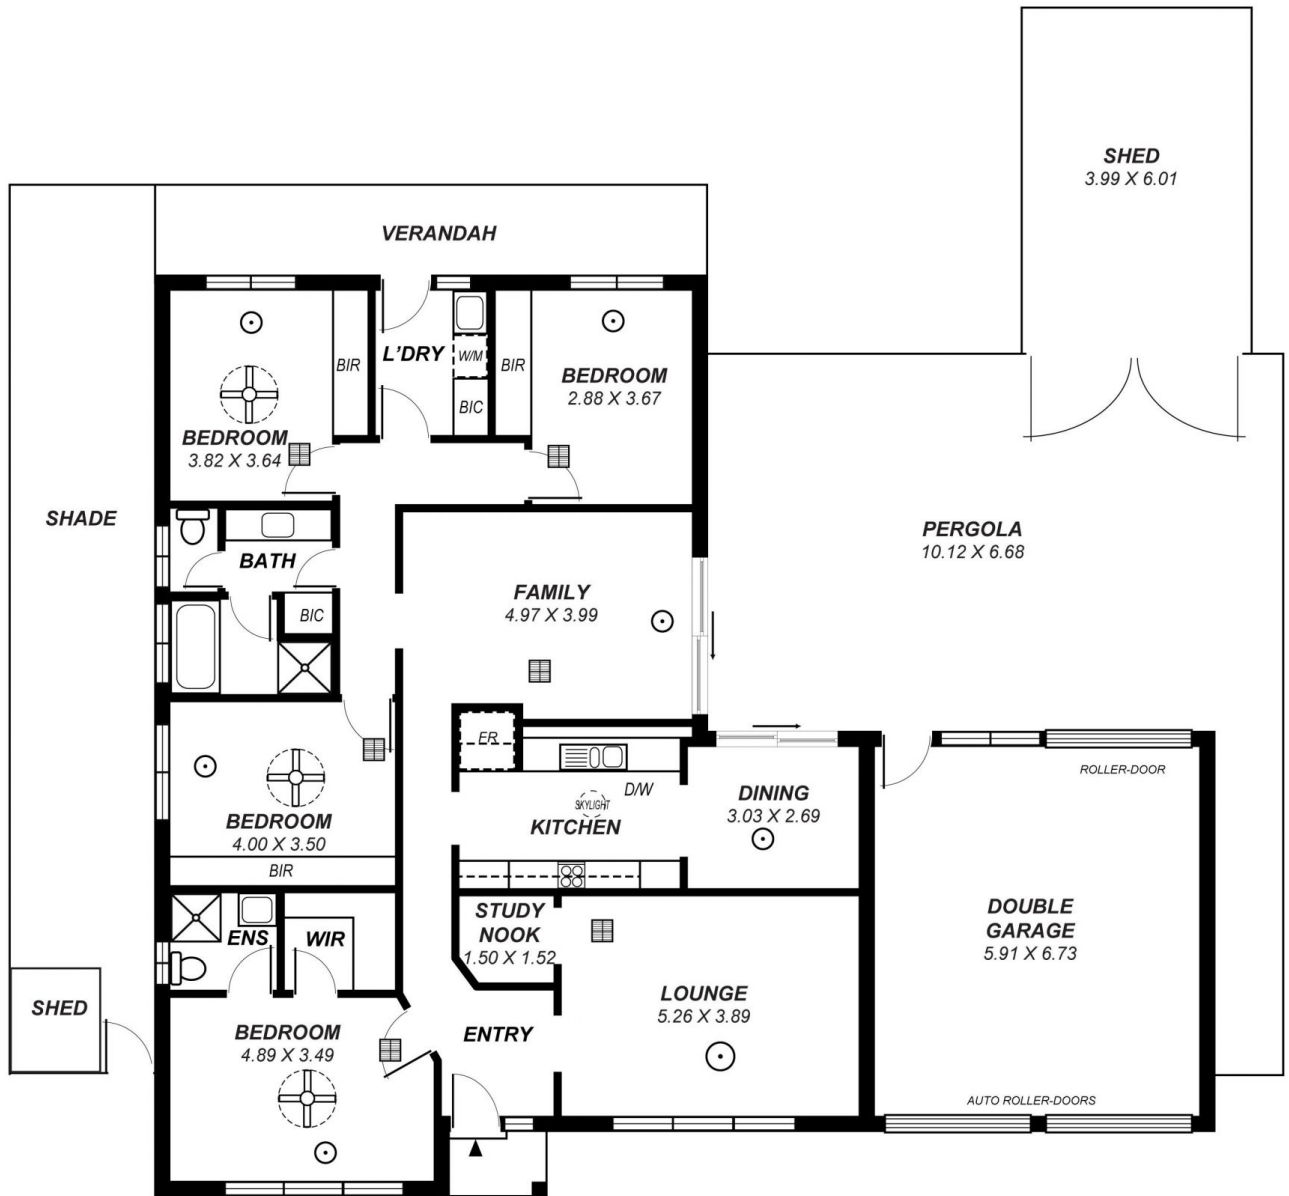 SHED
3.99 X 6.01
VERANDAH
BIR
L'DRY
W/M
BIC
BIR
BEDROOM
2.88 X 3.67
BEDROOM
3.82 X 3.64
SHADE
BATH
BIC
FAMILY
4.97 X 3.99
PERGOLA
10.12 X 6.68
FR
D/W
SKYLIGHT
KITCHEN
DINING
3.03 X 2.69
ROLLER-DOOR
BEDROOM
4.00 X 3.50
BIR
STUDY
NOOK
1.50 X 1.52
DOUBLE
GARAGE
5.91 X 6.73
ENS
WIR
LOUNGE
5.26 X 3.89
SHED
BEDROOM
4.89 X 3.49
ENTRY
AUTO ROLLER-DOORS